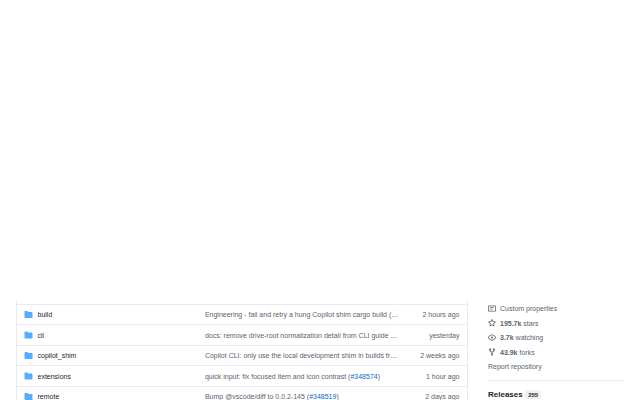 build Engineering - fail and retry a hung Copilot shim cargo build (... 2 hours ago
cli docs: remove drive-root normalization detail from CLI guide ... yesterday
copilot_shim Copilot CLI: only use the local development shim in builds fr... 2 weeks ago
extensions quick input: fix focused item and icon contrast (#348574) 1 hour ago
remote Bump @vscode/diff to 0.0.2-145 (#348519) 2 days ago
Custom properties
195.7k stars
3.7k watching
43.9k forks
Report repository
Releases 255